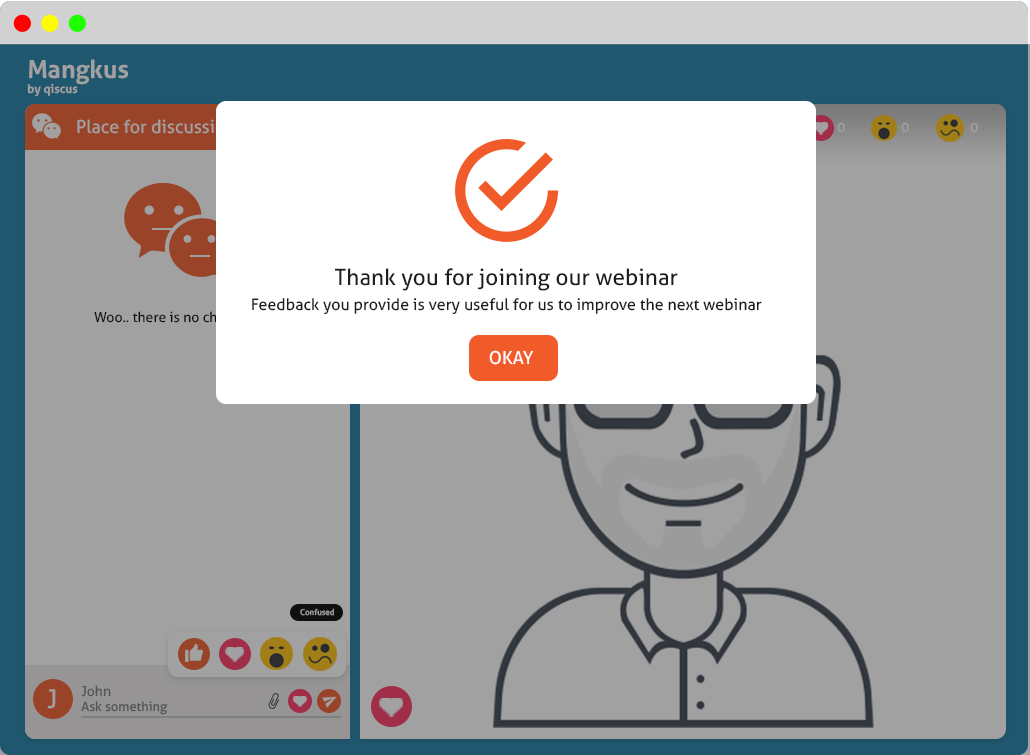 Mangkus
by qiscus
Place for discussi
0
0
0
Thank you for joining our webinar
Feedback you provide is very useful for us to improve the next webinar
OKAY
Woo.. there is no ch
Confused
J
John
Ask something